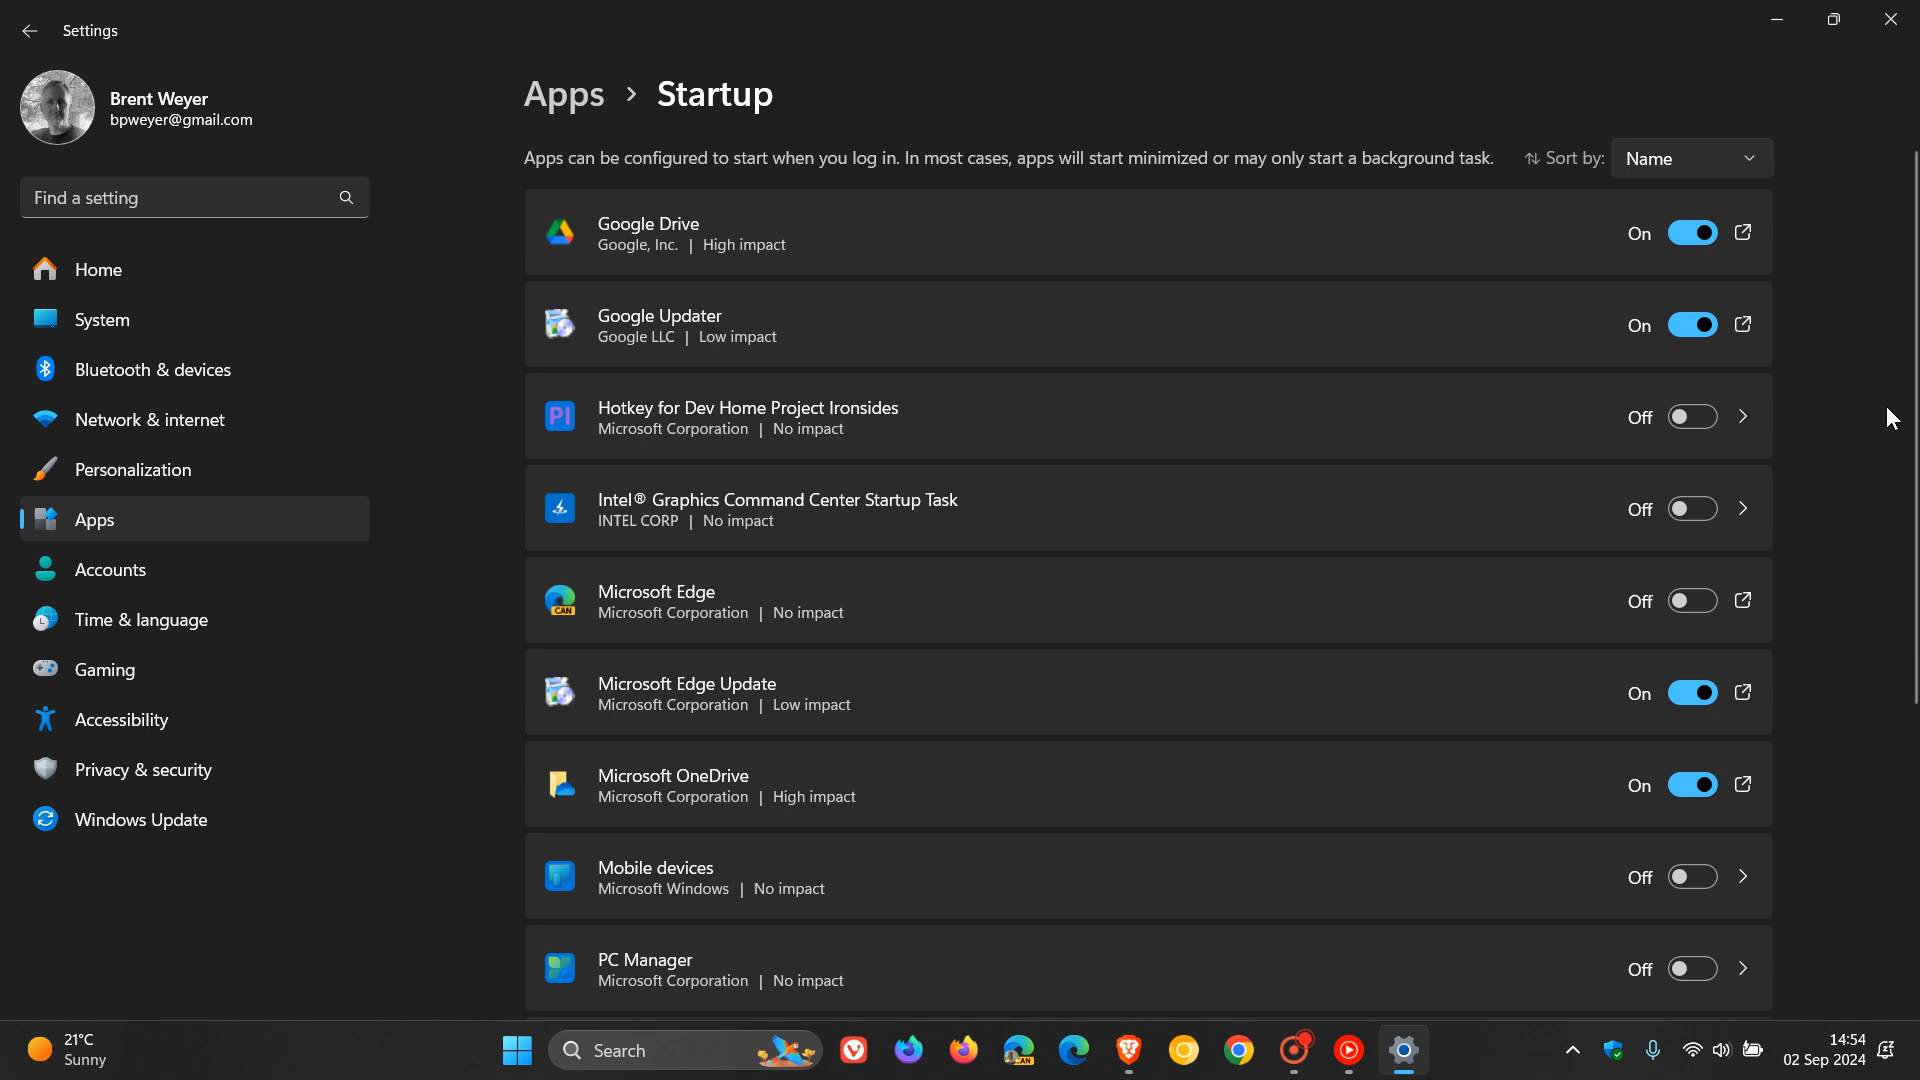 Settings
Brent Weyer
bpweyer@gmail.com
Find a setting
Home
System
Bluetooth & devices
Network & internet
Personalization
Apps
Accounts
Time & language
Gaming
Accessibility
Privacy & security
Windows Update
Apps > Startup
Apps can be configured to start when you log in. In most cases, apps will start minimized or may only start a background task.
Sort by: Name
Google Drive
Google, Inc. | High impact
On
Google Updater
Google LLC | Low impact
On
PI
Hotkey for Dev Home Project Ironsides
Microsoft Corporation | No impact
Off
Intel® Graphics Command Center Startup Task
INTEL CORP | No impact
Off
CAN
Microsoft Edge
Microsoft Corporation | No impact
Off
Microsoft Edge Update
Microsoft Corporation | Low impact
On
Microsoft OneDrive
Microsoft Corporation | High impact
On
Mobile devices
Microsoft Windows | No impact
Off
PC Manager
Microsoft Corporation | No impact
Off
21°C
Sunny
Search
CAN
14:54
02 Sep 2024